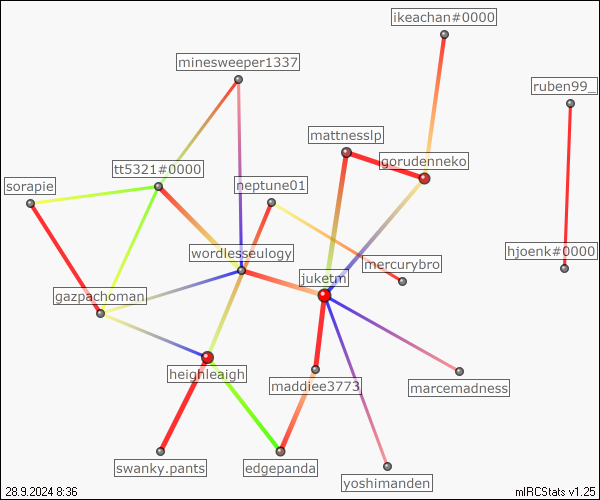 ikeachan#0000
minesweeper1337
ruben99_
mattnesslp
gorudenneko
tt5321#0000
sorapie
neptune01
wordlesseulogy
hjoenk#0000
mercurybro
juketm
gazpachoman
heighleaigh
maddiee3773
marcemadness
swanky.pants
edgepanda
yoshimanden
28.9.2024 8:36
mIRCStats v1.25